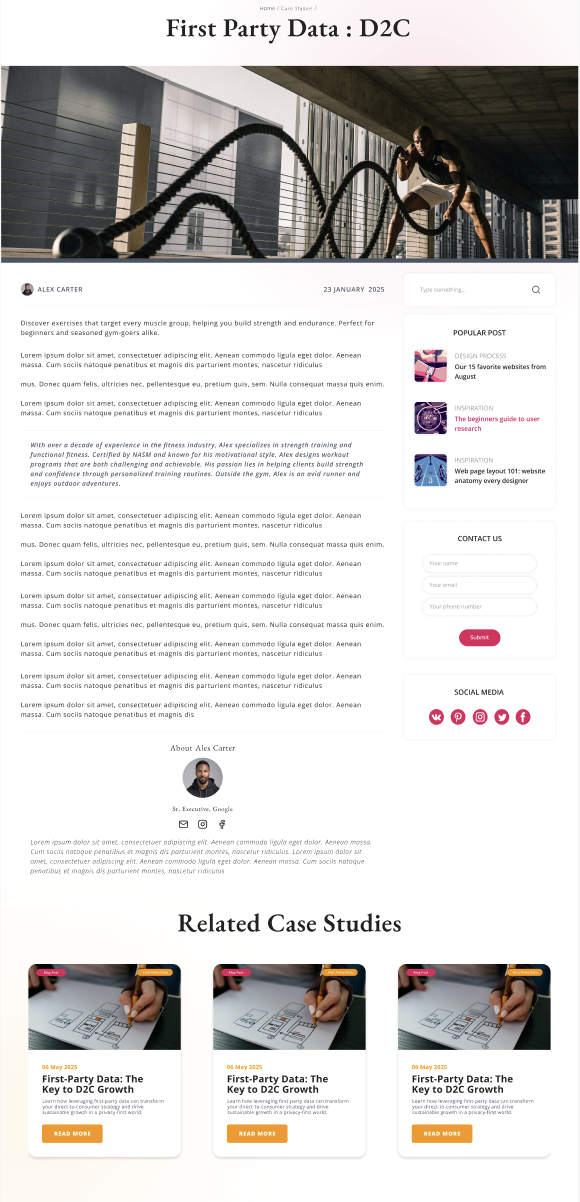 Home / Case Studies /
First Party Data : D2C
ALEX CARTER
23 JANUARY 2025
Discover exercises that target every muscle group, helping you build strength and endurance. Perfect for
beginners and seasoned gym-goers alike.
Lorem ipsum dolor sit amet, consectetuer adipiscing elit. Aenean commodo ligula eget dolor. Aenean
massa. Cum sociis natoque penatibus et magnis dis parturient montes, nascetur ridiculus
mus. Donec quam felis, ultricies nec, pellentesque eu, pretium quis, sem. Nulla consequat massa quis enim.
Lorem ipsum dolor sit amet, consectetuer adipiscing elit. Aenean commodo ligula eget dolor. Aenean
massa. Cum sociis natoque penatibus et magnis dis parturient montes, nascetur ridiculus
With over a decade of experience in the fitness industry, Alex specializes in strength training and
functional fitness. Certified by NASM and known for his motivational style, Alex designs workout
programs that are both challenging and achievable. His passion lies in helping clients build strength
and confidence through personalized training routines. Outside the gym, Alex is an avid runner and
enjoys outdoor adventures.
Lorem ipsum dolor sit amet, consectetuer adipiscing elit. Aenean commodo ligula eget dolor. Aenean
massa. Cum sociis natoque penatibus et magnis dis parturient montes, nascetur ridiculus
mus. Donec quam felis, ultricies nec, pellentesque eu, pretium quis, sem. Nulla consequat massa quis enim.
Lorem ipsum dolor sit amet, consectetuer adipiscing elit. Aenean commodo ligula eget dolor. Aenean
massa. Cum sociis natoque penatibus et magnis dis parturient montes, nascetur ridiculus
Lorem ipsum dolor sit amet, consectetuer adipiscing elit. Aenean commodo ligula eget dolor. Aenean
massa. Cum sociis natoque penatibus et magnis dis parturient montes, nascetur ridiculus
mus. Donec quam felis, ultricies nec, pellentesque eu, pretium quis, sem. Nulla consequat massa quis enim.
Lorem ipsum dolor sit amet, consectetuer adipiscing elit. Aenean commodo ligula eget dolor. Aenean
massa. Cum sociis natoque penatibus et magnis dis parturient montes, nascetur ridiculus
Lorem ipsum dolor sit amet, consectetuer adipiscing elit. Aenean commodo ligula eget dolor. Aenean
massa. Cum sociis natoque penatibus et magnis dis parturient montes, nascetur ridiculus
Lorem ipsum dolor sit amet, consectetuer adipiscing elit. Aenean commodo ligula eget dolor. Aenean
massa. Cum sociis natoque penatibus et magnis dis
About Alex Carter
Sr. Executive, Google
Lorem ipsum dolor sit amet, consectetuer adipiscing elit. Aenean commodo ligula eget dolor. Aenean massa.
Cum sociis natoque penatibus et magnis dis parturient montes, nascetur ridiculus. Lorem ipsum dolor sit
amet, consectetuer adipiscing elit. Aenean commodo ligula eget dolor. Aenean massa. Cum sociis natoque
penatibus et magnis dis parturient montes, nascetur ridiculus
Type something...
POPULAR POST
DESIGN PROCESS
Our 15 favorite websites from
August
INSPIRATION
The beginners guide to user
research
INSPIRATION
Web page layout 101: website
anatomy every designer
CONTACT US
Your name
Your email
Your phone number
Submit
SOCIAL MEDIA
Related Case Studies
Blog Post
First-Party Data
06 May 2025
First-Party Data: The
Key to D2C Growth
Learn how leveraging first-party data can transform
your direct-to-consumer strategy and drive
sustainable growth in a privacy-first world.
READ MORE
Blog Post
First-Party Data
06 May 2025
First-Party Data: The
Key to D2C Growth
Learn how leveraging first-party data can transform
your direct-to-consumer strategy and drive
sustainable growth in a privacy-first world.
READ MORE
Blog Post
First-Party Data
06 May 2025
First-Party Data: The
Key to D2C Growth
Learn how leveraging first-party data can transform
your direct-to-consumer strategy and drive
sustainable growth in a privacy-first world.
READ MORE